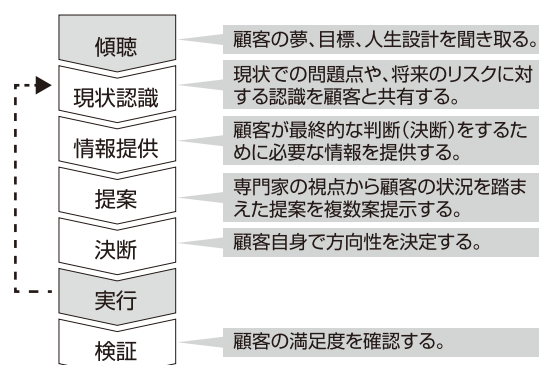 傾聴
顧客の夢、目標、人生設計を聞き取る。
現状認識
現状での問題点や、将来のリスクに対
する認識を顧客と共有する。
情報提供
顧客が最終的な判断(決断)をするた
めに必要な情報を提供する。
提案
専門家の視点から顧客の状況を踏ま
えた提案を複数案提示する。
決断
顧客自身で方向性を決定する。
実行
検証
顧客の満足度を確認する。